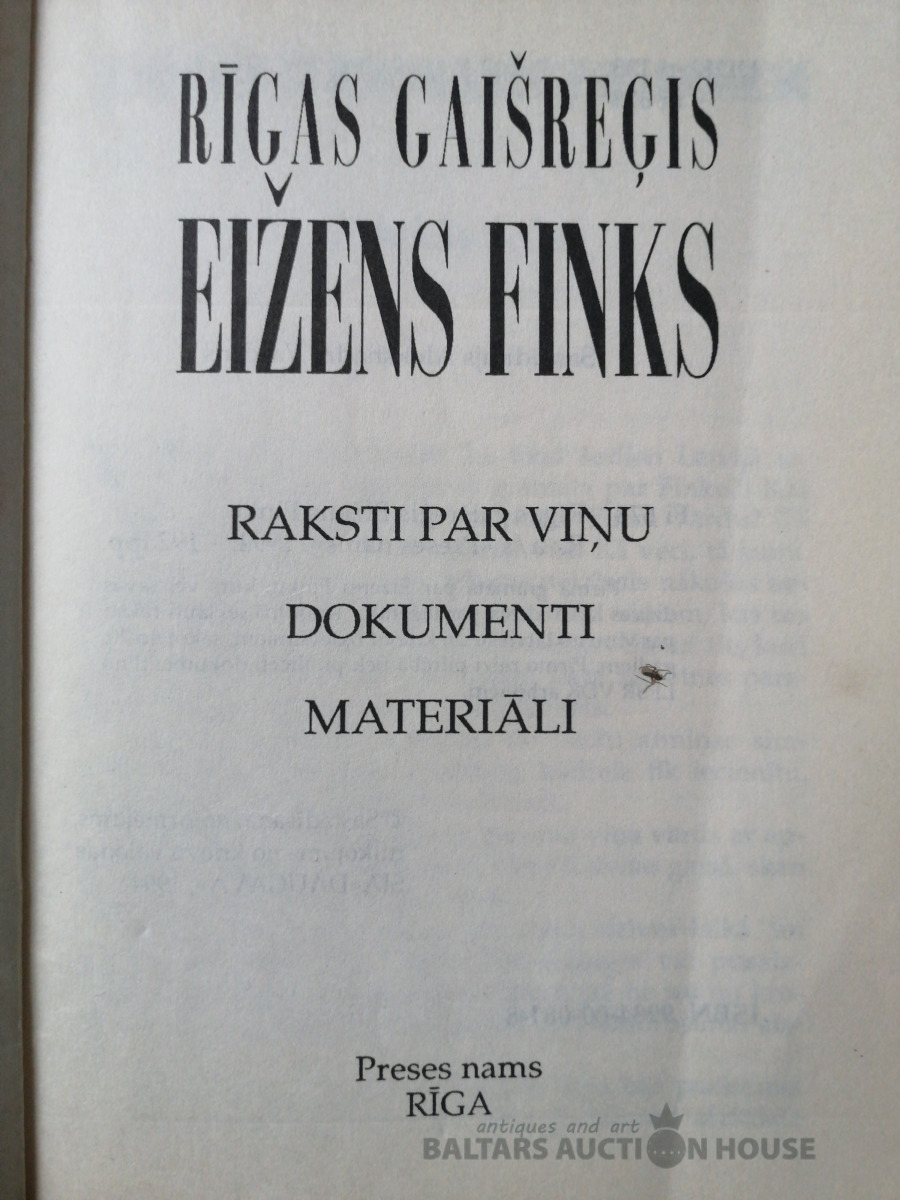 RĪGAS GAIŠREĢIS
EIŽENS FINKS
RAKSTI PAR VIŅU
DOKUMENTI
MATERIĀLI
Preses nams
RĪGA
antiques and art
BALTARS AUCTION HOUSE